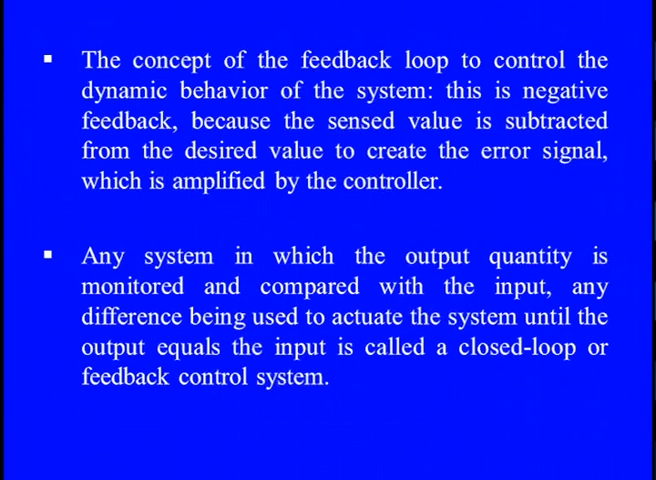 ▪ The concept of the feedback loop to control the
dynamic behavior of the system: this is negative
feedback, because the sensed value is subtracted
from the desired value to create the error signal,
which is amplified by the controller.
▪ Any system in which the output quantity is
monitored and compared with the input, any
difference being used to actuate the system until the
output equals the input is called a closed-loop or
feedback control system.